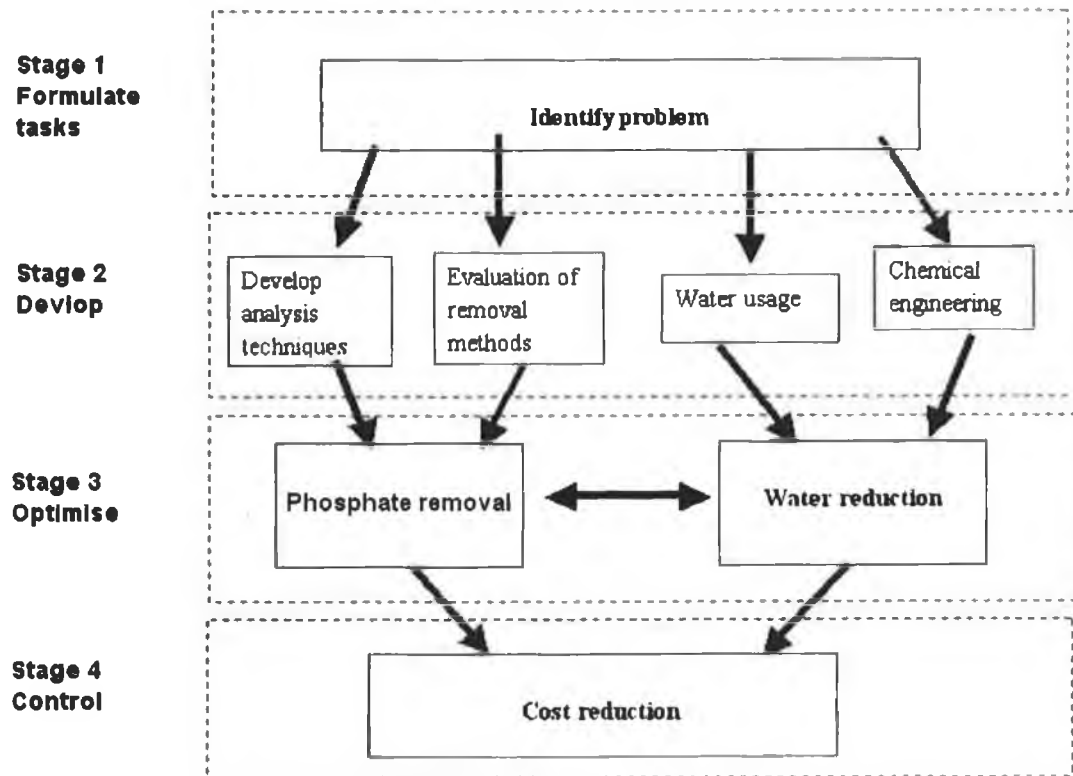 Stage 1
Formulate
tasks
Identify problem
Stage 2
Devlop
Develop
analysis
techniques
Evaluation of
removal
methods
Water usage
Chemical
engineering
Stage 3
Optimise
Phosphate removal
Water reduction
Stage 4
Control
Cost reduction